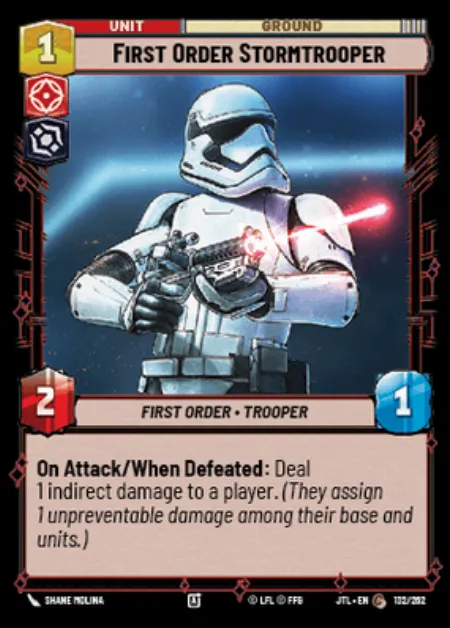 UNIT GROUND
1 FIRST ORDER STORMTROOPER
2 FIRST ORDER • TROOPER 1
On Attack/When Defeated: Deal
1 indirect damage to a player. (They assign
1 unpreventable damage among their base and
units.)
SHANE MOLINA © LFL © FFG JTL • EN 132/262